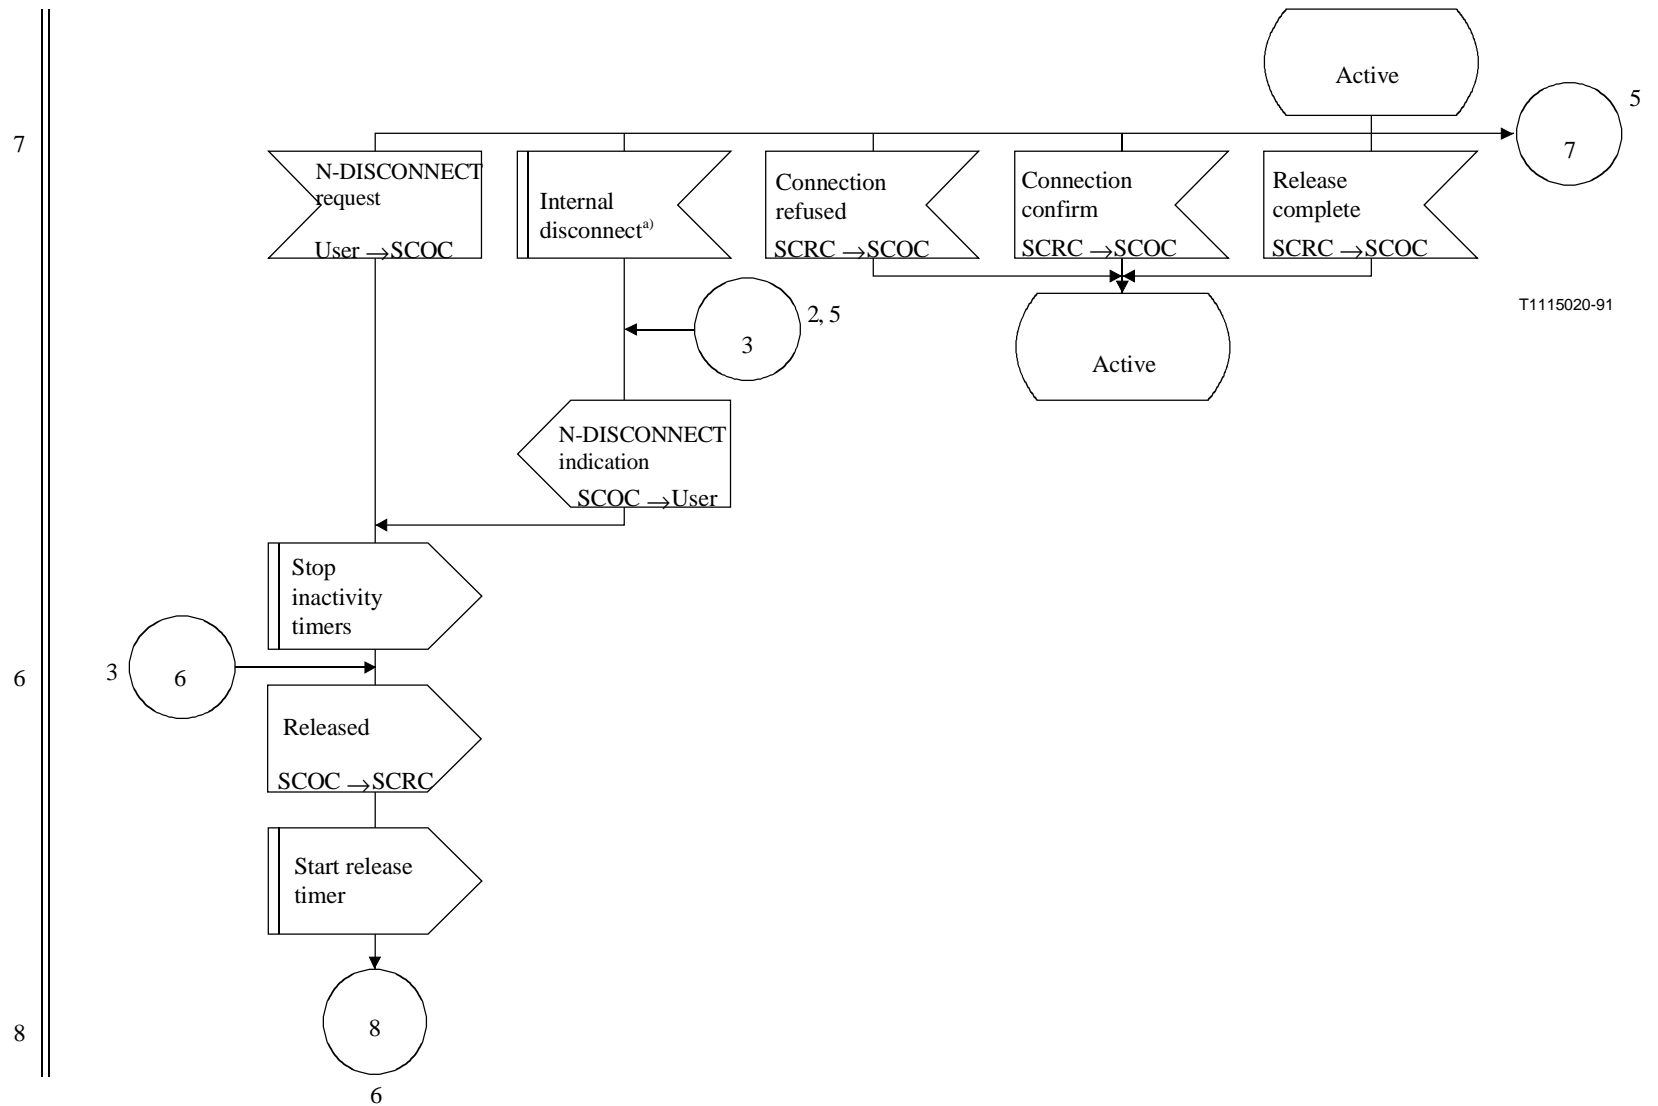 Active
5
7
7
N-DISCONNECT
request
User →SCOC
Internal
disconnectª⁾
Connection
refused
SCRC →SCOC
Connection
confirm
SCRC →SCOC
Release
complete
SCRC →SCOC
T1115020-91
3
2, 5
Active
N-DISCONNECT
indication
SCOC →User
Stop
inactivity
timers
6
3
6
Released
SCOC →SCRC
Start release
timer
8
8
6